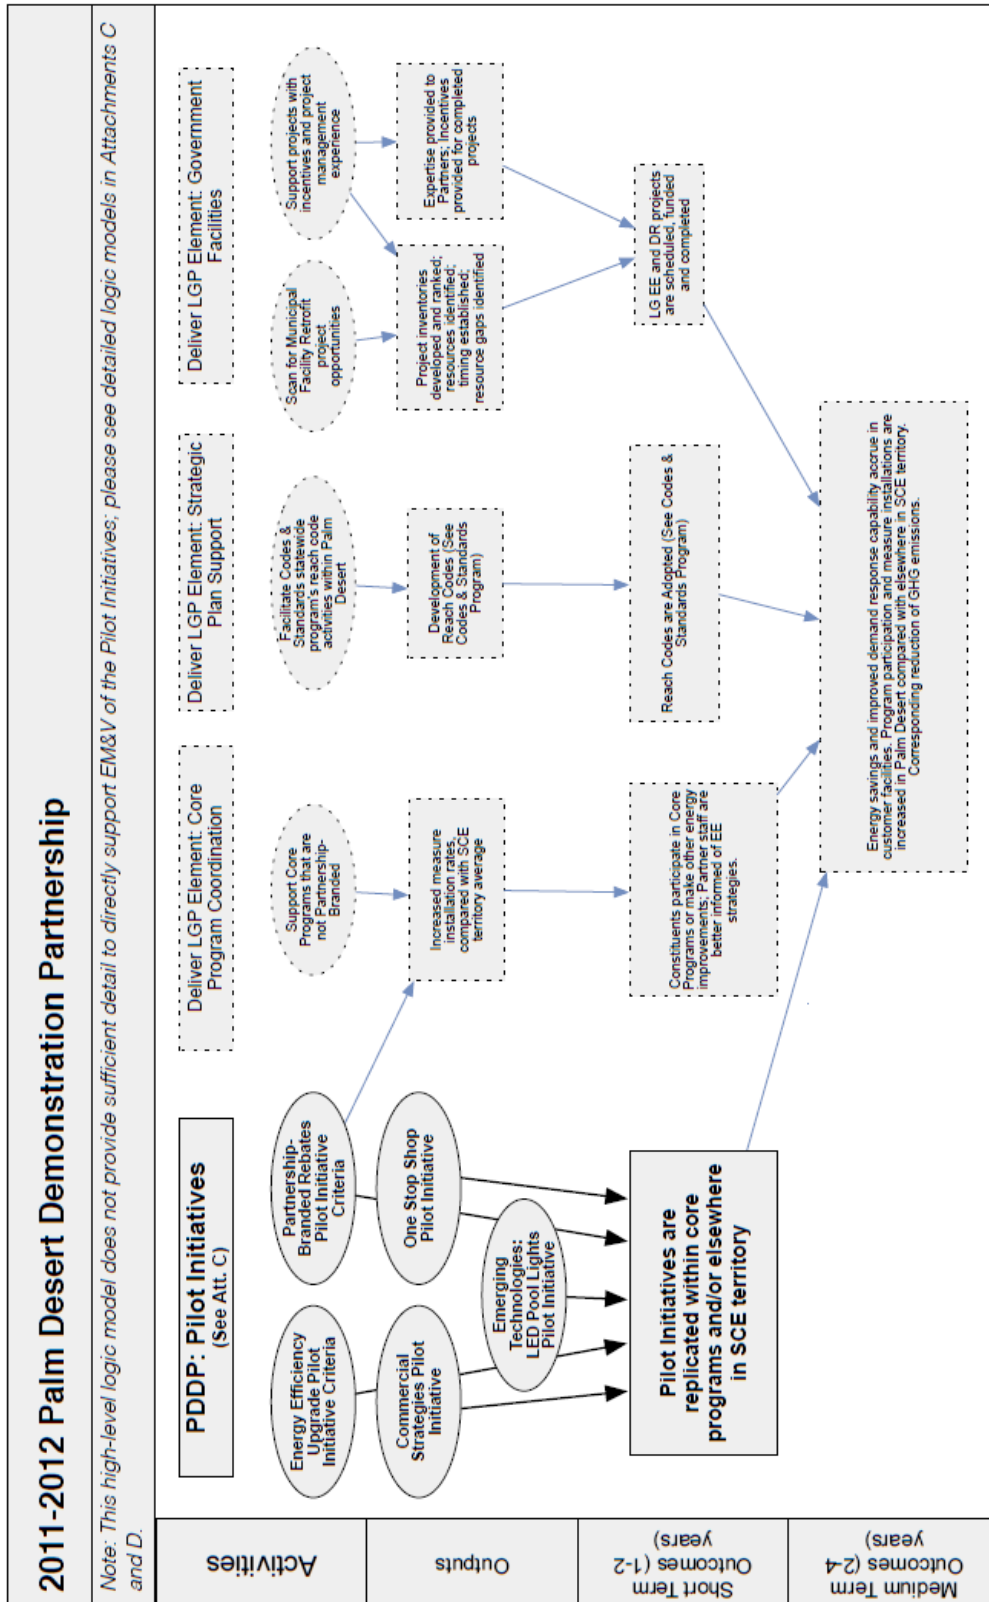 2011-2012 Palm Desert Demonstration Partnership
Note: This high-level logic model does not provide sufficient detail to directly support EM&V of the Pilot Initiatives; please see detailed logic models in Attachments C
and D.
Activities
PDDP: Pilot Initiatives
(See Att. C)
Deliver LGP Element: Core
Program Coordination
Deliver LGP Element: Strategic
Plan Support
Deliver LGP Element: Government
Facilities
Energy Efficiency
Upgrade Pilot
Initiative Criteria
Partnership-
Branded Rebates
Pilot Initiative
Criteria
Support Core
Programs that are
not Partnership-
Branded
Facilitate Codes &
Standards statewide
program's reach code
activities within Palm
Desert
Scan for Municipal
Facility Retrofit
project
opportunities
Support projects with
incentives and project
management
experience
Outputs
Commercial
Strategies Pilot
Initiative
One Stop Shop
Pilot Initiative
Emerging
Technologies:
LED Pool Lights
Pilot Initiative
Increased measure
installation rates,
compared with SCE
territory average
Development of
Reach Codes (See
Codes & Standards
Program)
Project inventories
developed and ranked;
resources identified;
timing established;
resource gaps identified
Expertise provided to
Partners; Incentives
provided for completed
projects
Short Term
Outcomes (1-2
years)
Pilot Initiatives are
replicated within core
programs and/or elsewhere
in SCE territory
Constituents participate in Core
Programs or make other energy
improvements; Partner staff are
better informed of EE
strategies.
Reach Codes are Adopted (See Codes &
Standards Program)
LG EE and DR projects
are scheduled, funded
and completed
Medium Term
Outcomes (2-4
years)
Energy savings and improved demand response capability accrue in
customer facilities. Program participation and measure installations are
increased in Palm Desert compared with elsewhere in SCE territory.
Corresponding reduction of GHG emissions.